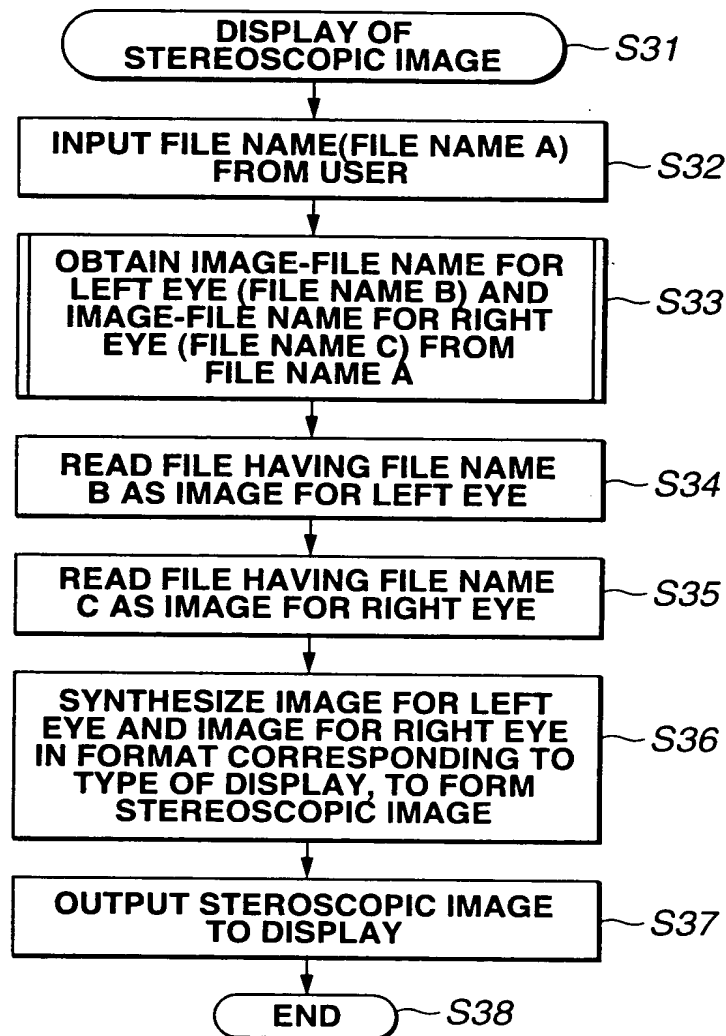 DISPLAY OF
STEREOSCOPIC IMAGE
S31
INPUT FILE NAME(FILE NAME A)
FROM USER
S32
OBTAIN IMAGE-FILE NAME FOR
LEFT EYE (FILE NAME B) AND
IMAGE-FILE NAME FOR RIGHT
EYE (FILE NAME C) FROM
FILE NAME A
S33
READ FILE HAVING FILE NAME
B AS IMAGE FOR LEFT EYE
S34
READ FILE HAVING FILE NAME
C AS IMAGE FOR RIGHT EYE
S35
SYNTHESIZE IMAGE FOR LEFT
EYE AND IMAGE FOR RIGHT EYE
IN FORMAT CORRESPONDING TO
TYPE OF DISPLAY, TO FORM
STEREOSCOPIC IMAGE
S36
OUTPUT STEROSCOPIC IMAGE
TO DISPLAY
S37
END
S38